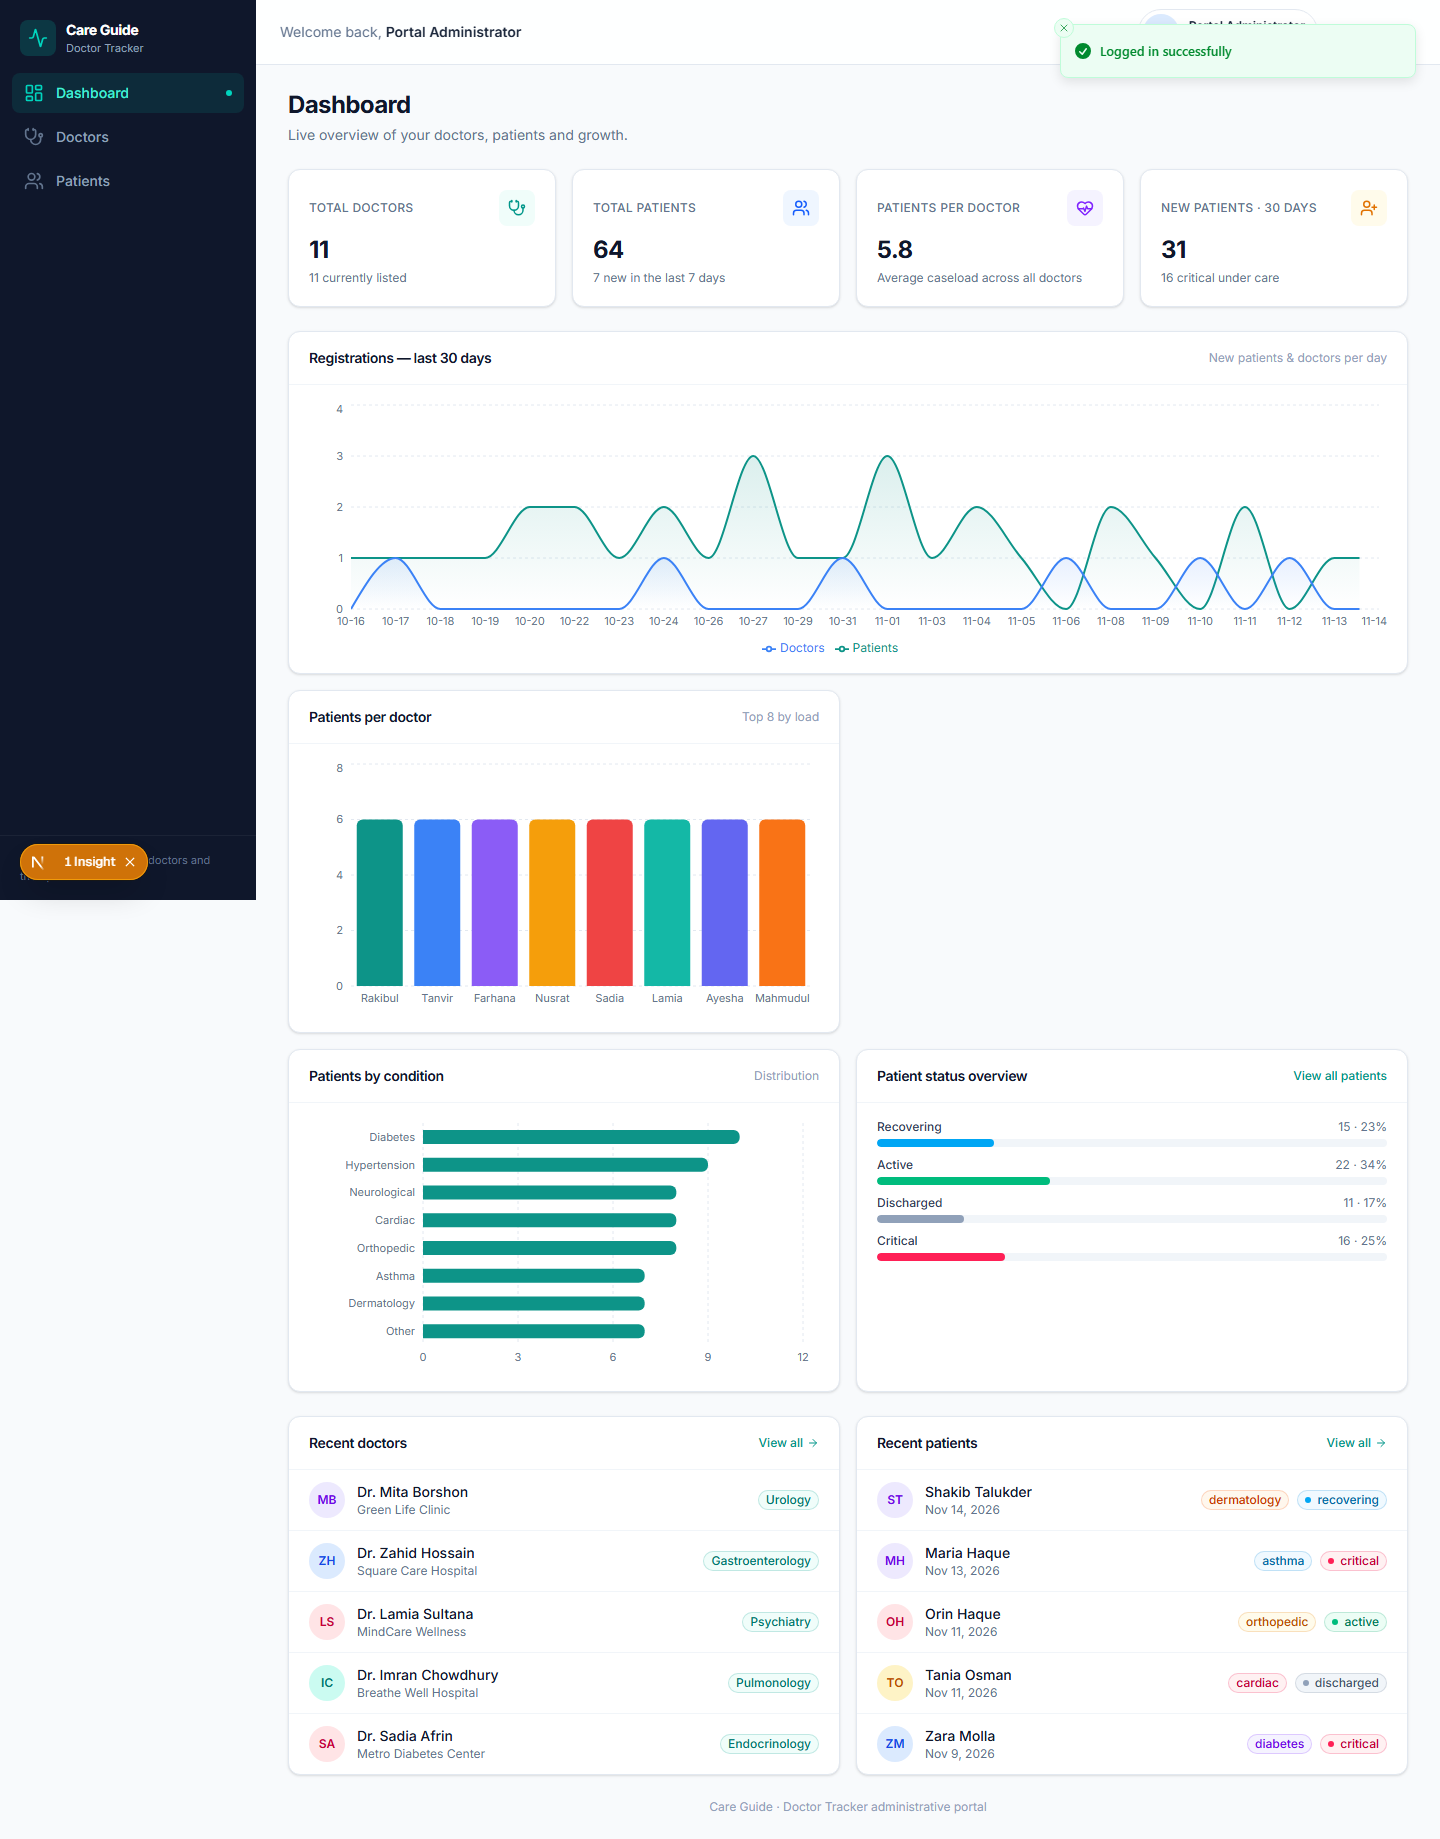 Care Guide
Doctor Tracker
Dashboard
Doctors
Patients
1 Insight
doctors and
Welcome back, Portal Administrator
Portal Administrator
Logged in successfully
Dashboard
Live overview of your doctors, patients and growth.
TOTAL DOCTORS
11
11 currently listed
TOTAL PATIENTS
64
7 new in the last 7 days
PATIENTS PER DOCTOR
5.8
Average caseload across all doctors
NEW PATIENTS · 30 DAYS
31
16 critical under care
Registrations — last 30 days
New patients & doctors per day
4
3
2
1
0
10-16 10-17 10-18 10-19 10-20 10-22 10-23 10-24 10-26 10-27 10-29 10-31 11-01 11-03 11-04 11-05 11-06 11-08 11-09 11-10 11-11 11-12 11-13 11-14
Doctors Patients
Patients per doctor
Top 8 by load
8
6
4
2
0
Rakibul Tanvir Farhana Nusrat Sadia Lamia Ayesha Mahmudul
Patients by condition
Distribution
Diabetes
Hypertension
Neurological
Cardiac
Orthopedic
Asthma
Dermatology
Other
0 3 6 9 12
Patient status overview
View all patients
Recovering 15 · 23%
Active 22 · 34%
Discharged 11 · 17%
Critical 16 · 25%
Recent doctors
View all →
MB Dr. Mita Borshon
Green Life Clinic
Urology
ZH Dr. Zahid Hossain
Square Care Hospital
Gastroenterology
LS Dr. Lamia Sultana
MindCare Wellness
Psychiatry
IC Dr. Imran Chowdhury
Breathe Well Hospital
Pulmonology
SA Dr. Sadia Afrin
Metro Diabetes Center
Endocrinology
Recent patients
View all →
ST Shakib Talukder
Nov 14, 2026
dermatology recovering
MH Maria Haque
Nov 13, 2026
asthma critical
OH Orin Haque
Nov 11, 2026
orthopedic active
TO Tania Osman
Nov 11, 2026
cardiac discharged
ZM Zara Molla
Nov 9, 2026
diabetes critical
Care Guide · Doctor Tracker administrative portal